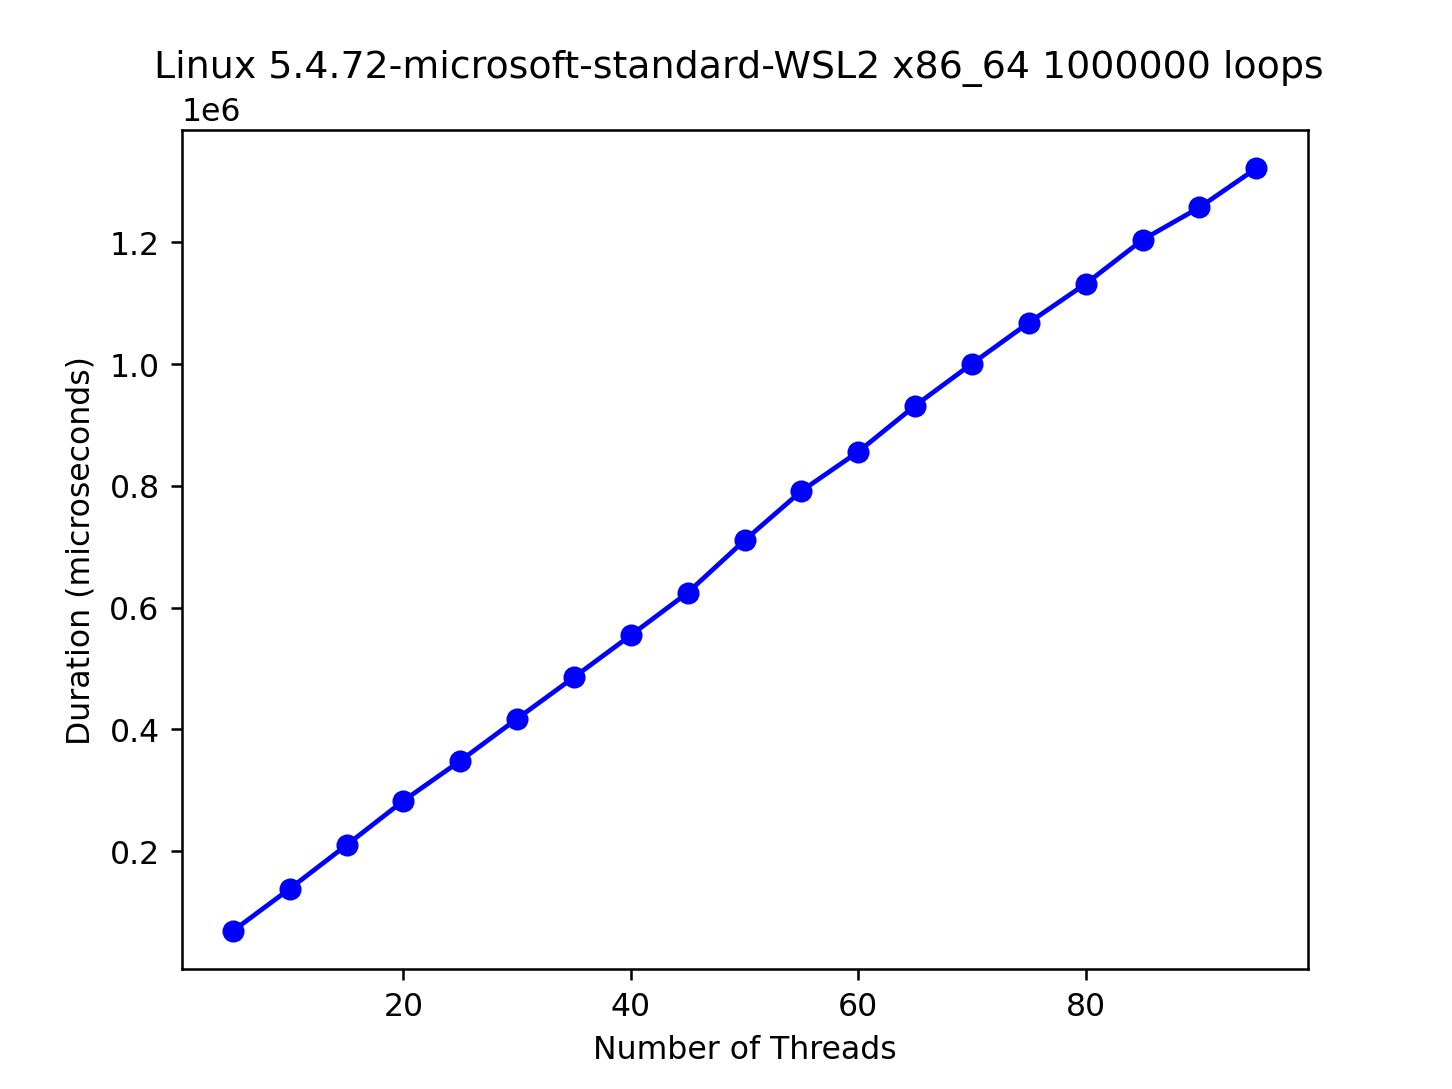 Linux 5.4.72-microsoft-standard-WSL2 x86_64 1000000 loops
1e6
1.2
1.0
0.8
0.6
0.4
0.2
Duration (microseconds)
20 40 60 80
Number of Threads